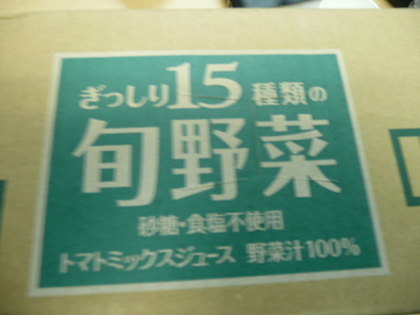 ぎっしり15種類の
旬野菜
砂糖・食塩不使用
トマトミックスジュース 野菜汁100%